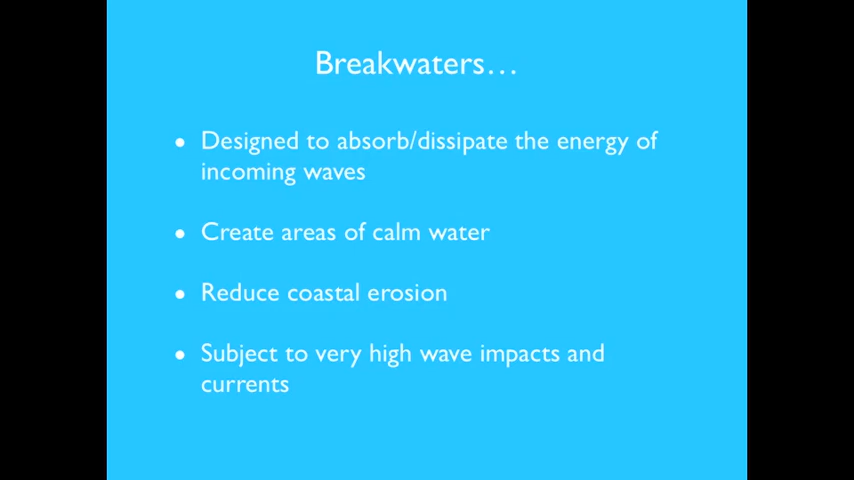 Breakwaters…
• Designed to absorb/dissipate the energy of
incoming waves
• Create areas of calm water
• Reduce coastal erosion
• Subject to very high wave impacts and
currents